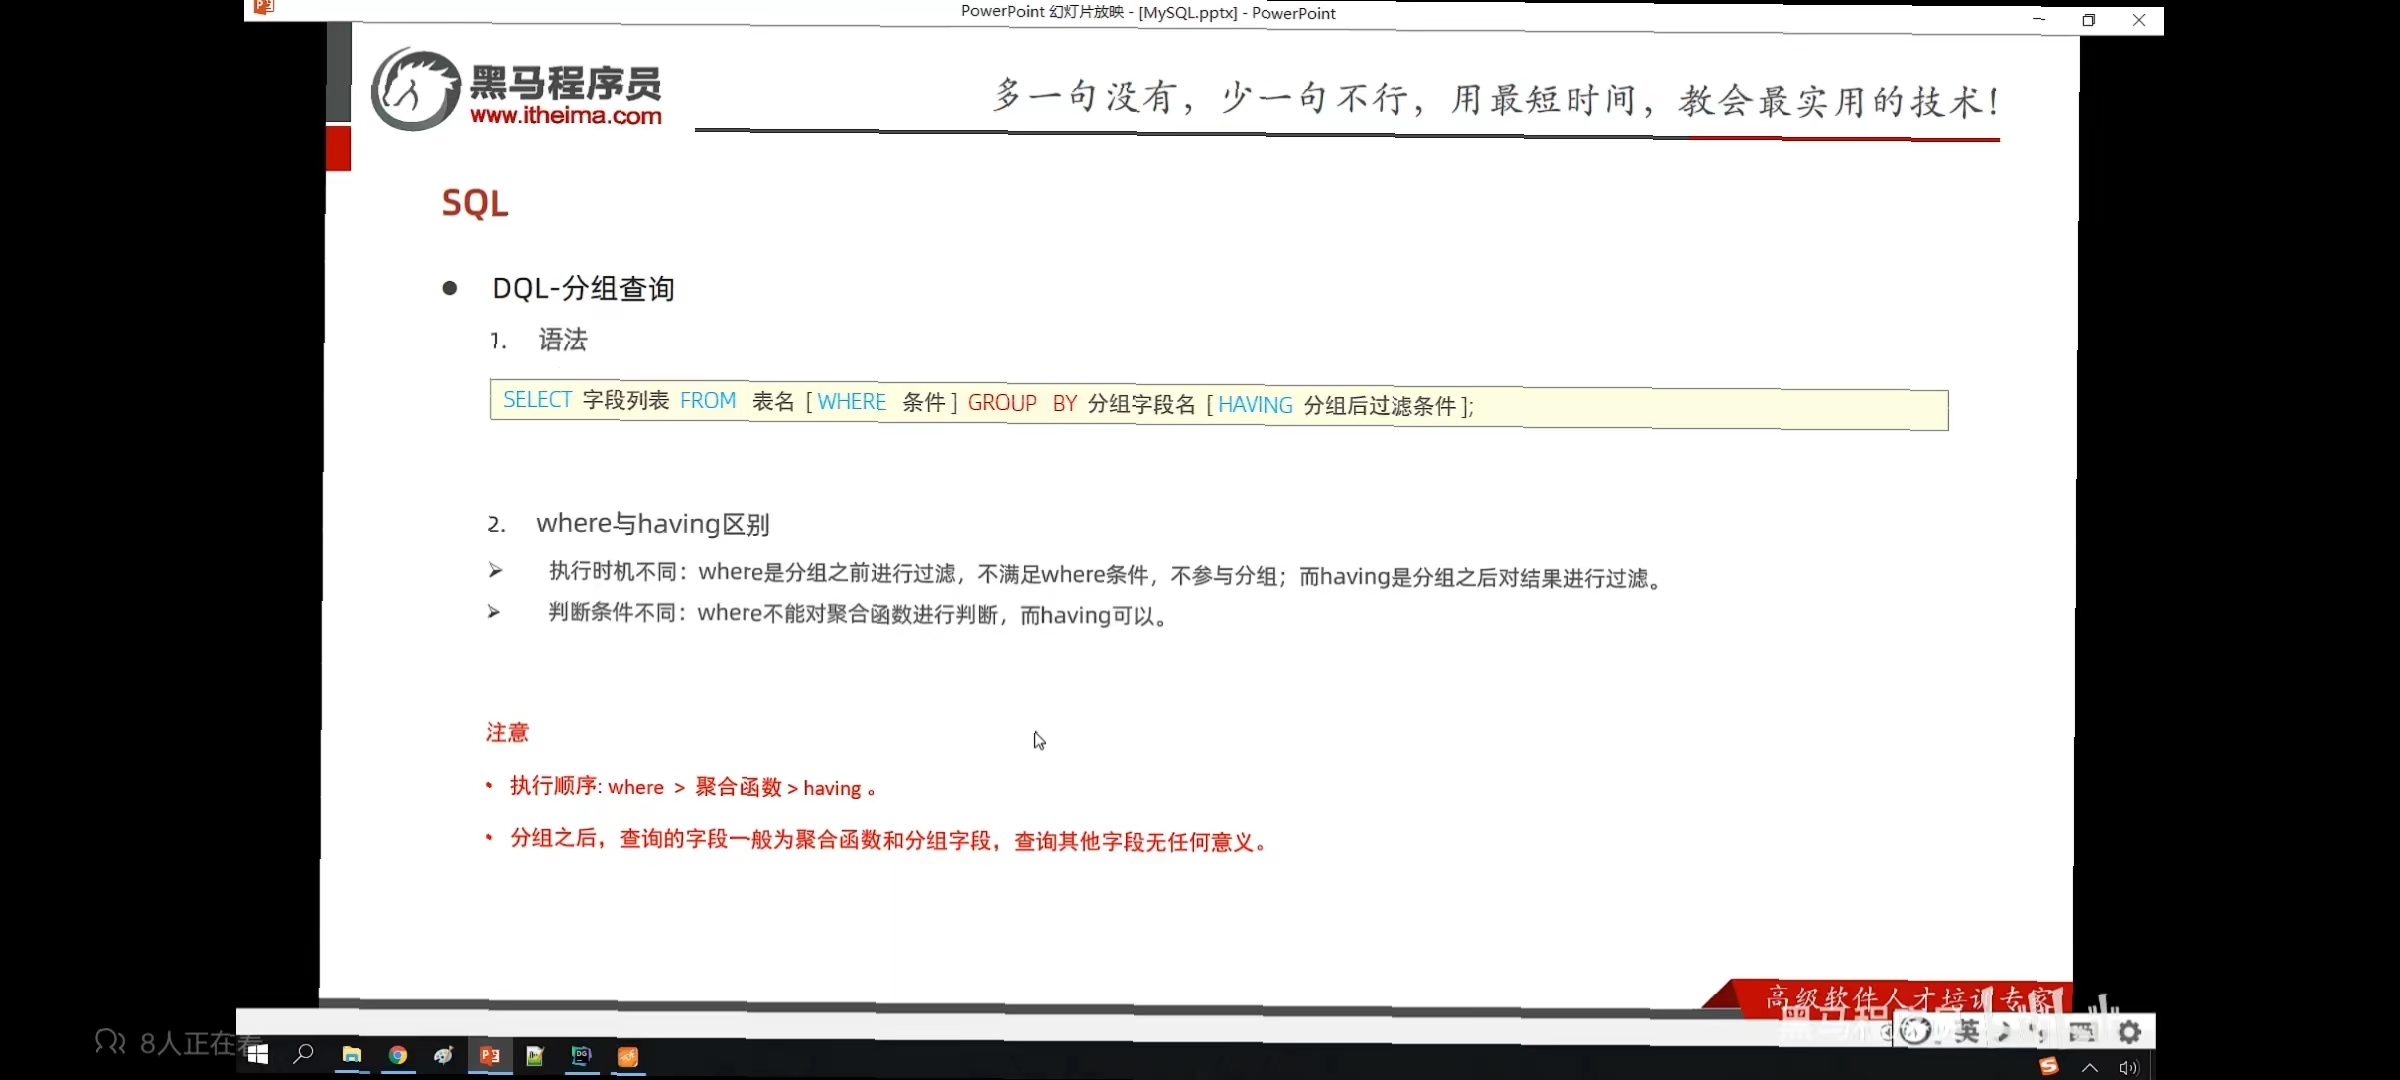 PowerPoint 幻灯片放映 - [MySQL.pptx] - PowerPoint
黑马程序员
www.itheima.com
多一句没有，少一句不行，用最短时间，教会最实用的技术！
SQL
● DQL-分组查询
1. 语法
SELECT 字段列表 FROM 表名 [ WHERE 条件 ] GROUP BY 分组字段名 [ HAVING 分组后过滤条件 ];
2. where与having区别
➢ 执行时机不同：where是分组之前进行过滤，不满足where条件，不参与分组；而having是分组之后对结果进行过滤。
➢ 判断条件不同：where不能对聚合函数进行判断，而having可以。
注意
• 执行顺序: where > 聚合函数 > having 。
• 分组之后，查询的字段一般为聚合函数和分组字段，查询其他字段无任何意义。
高级软件人才培训专家
8人正在看
英